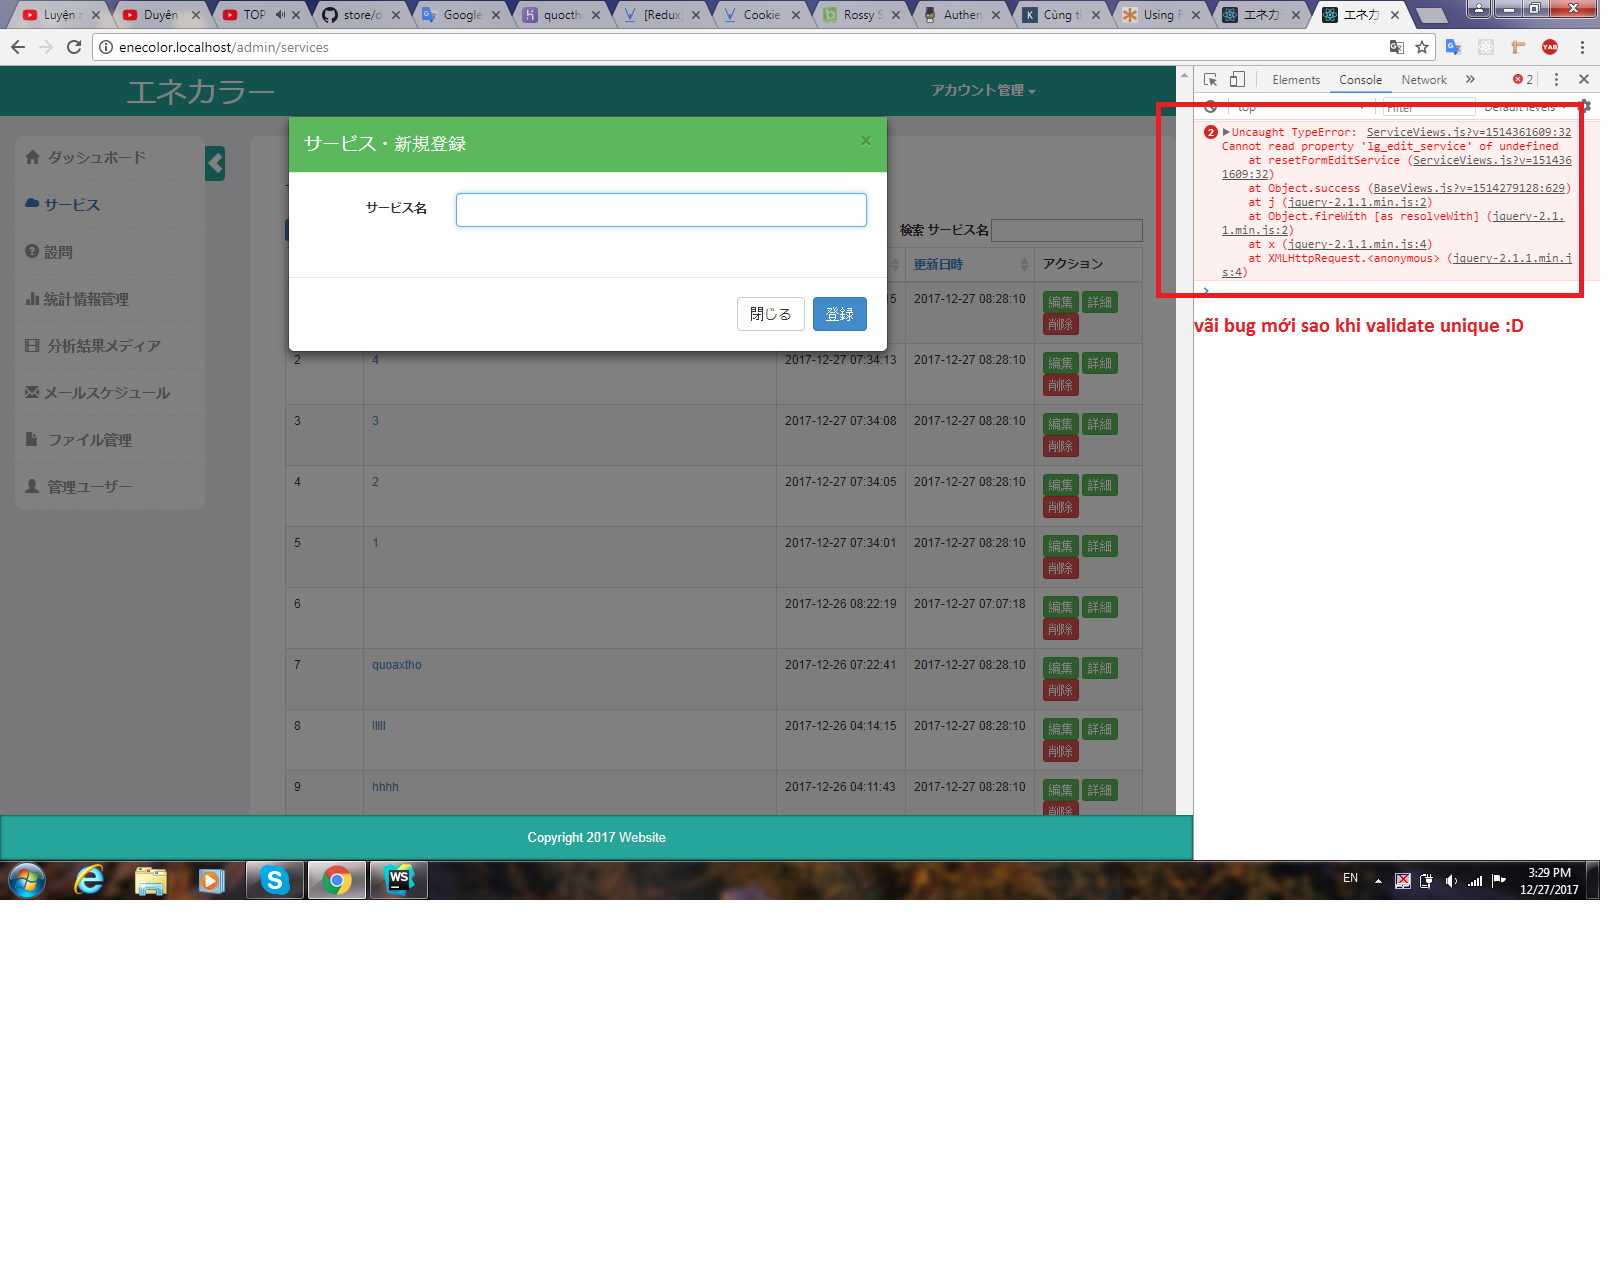 Luyện
Duyên
TOP
store/d
Google
quocth
[Redux]
Cookie
Rossy S
Authen
Cùng ti
Using F
エネカ
エネカ
enecolor.localhost/admin/services
エネカラー
アカウント管理
Elements Console Network » 2
top
Filter
Default levels
ダッシュボード
サービス
設問
統計情報管理
分析結果メディア
メールスケジュール
ファイル管理
管理ユーザー
サービス・新規登録 ×
サービス名
閉じる 登録
検索 サービス名
更新日時 アクション
5 2017-12-27 08:28:10 編集 詳細
削除
2 4 2017-12-27 07:34:13 2017-12-27 08:28:10 編集 詳細
削除
3 3 2017-12-27 07:34:08 2017-12-27 08:28:10 編集 詳細
削除
4 2 2017-12-27 07:34:05 2017-12-27 08:28:10 編集 詳細
削除
5 1 2017-12-27 07:34:01 2017-12-27 08:28:10 編集 詳細
削除
6 2017-12-26 08:22:19 2017-12-27 07:07:18 編集 詳細
削除
7 quoaxtho 2017-12-26 07:22:41 2017-12-27 08:28:10 編集 詳細
削除
8 lllll 2017-12-26 04:14:15 2017-12-27 08:28:10 編集 詳細
削除
9 hhhh 2017-12-26 04:11:43 2017-12-27 08:28:10 編集 詳細
削除
Copyright 2017 Website
2 Uncaught TypeError: ServiceViews.js?v=1514361609:32
Cannot read property 'lg_edit_service' of undefined
at resetFormEditService (ServiceViews.js?v=151436
1609:32)
at Object.success (BaseViews.js?v=1514279128:629)
at j (jquery-2.1.1.min.js:2)
at Object.fireWith [as resolveWith] (jquery-2.1.
1.min.js:2)
at x (jquery-2.1.1.min.js:4)
at XMLHttpRequest.<anonymous> (jquery-2.1.1.min.j
s:4)
vãi bug mới sao khi validate unique :D
EN
3:29 PM
12/27/2017